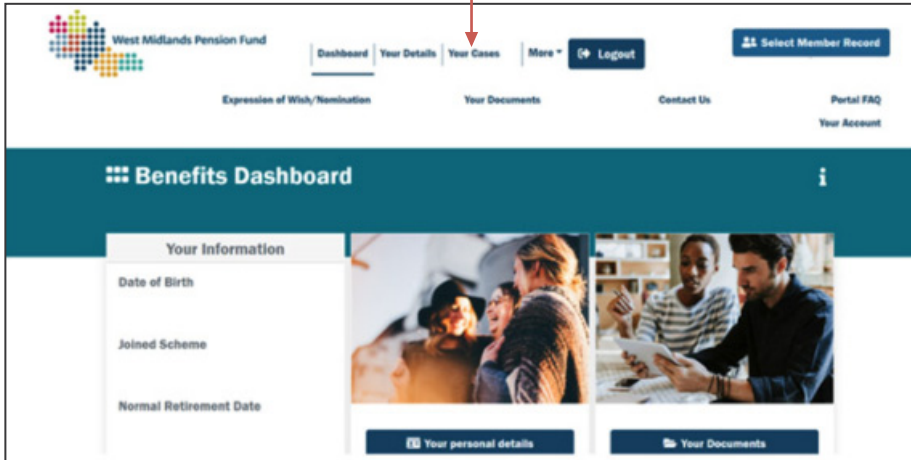 West Midlands Pension Fund
Dashboard Your Details Your Cases More Logout
Select Member Record
Expression of Wish/Nomination Your Documents Contact Us Portal FAQ
Your Account
Benefits Dashboard
Your Information
Date of Birth
Joined Scheme
Normal Retirement Date
Your personal details
Your Documents